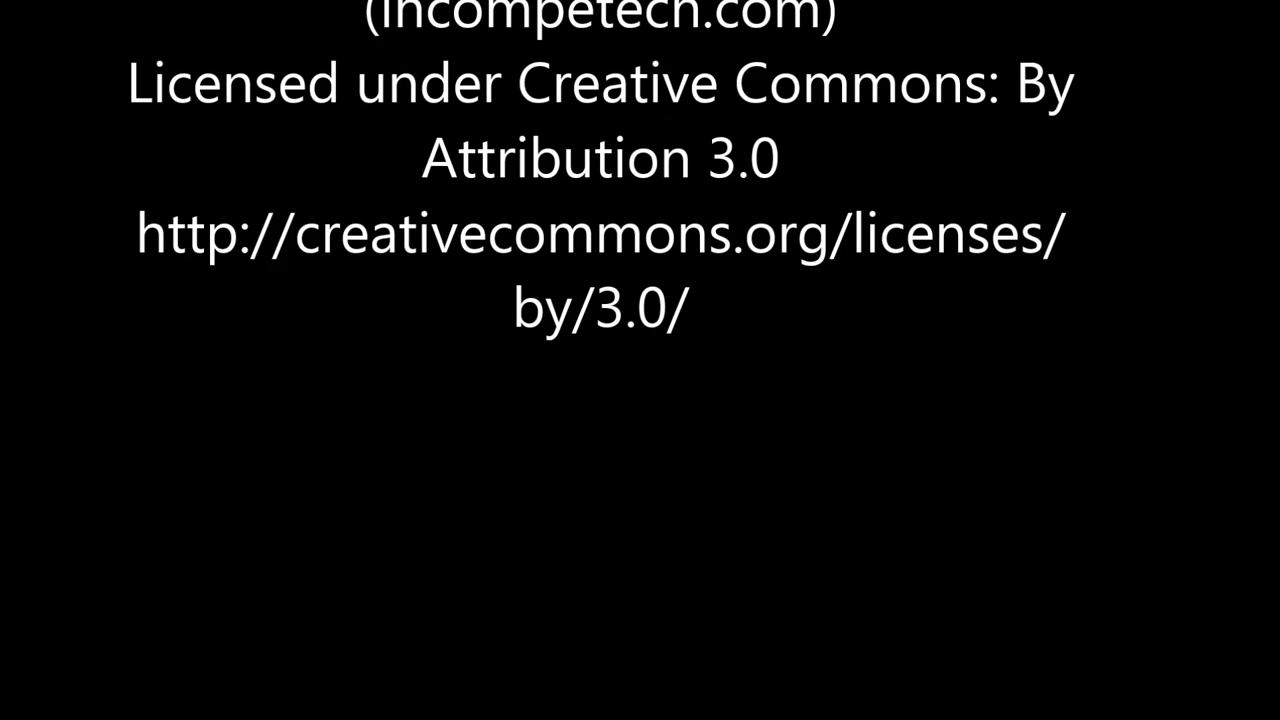 (incompetech.com)
Licensed under Creative Commons: By
Attribution 3.0
http://creativecommons.org/licenses/
by/3.0/